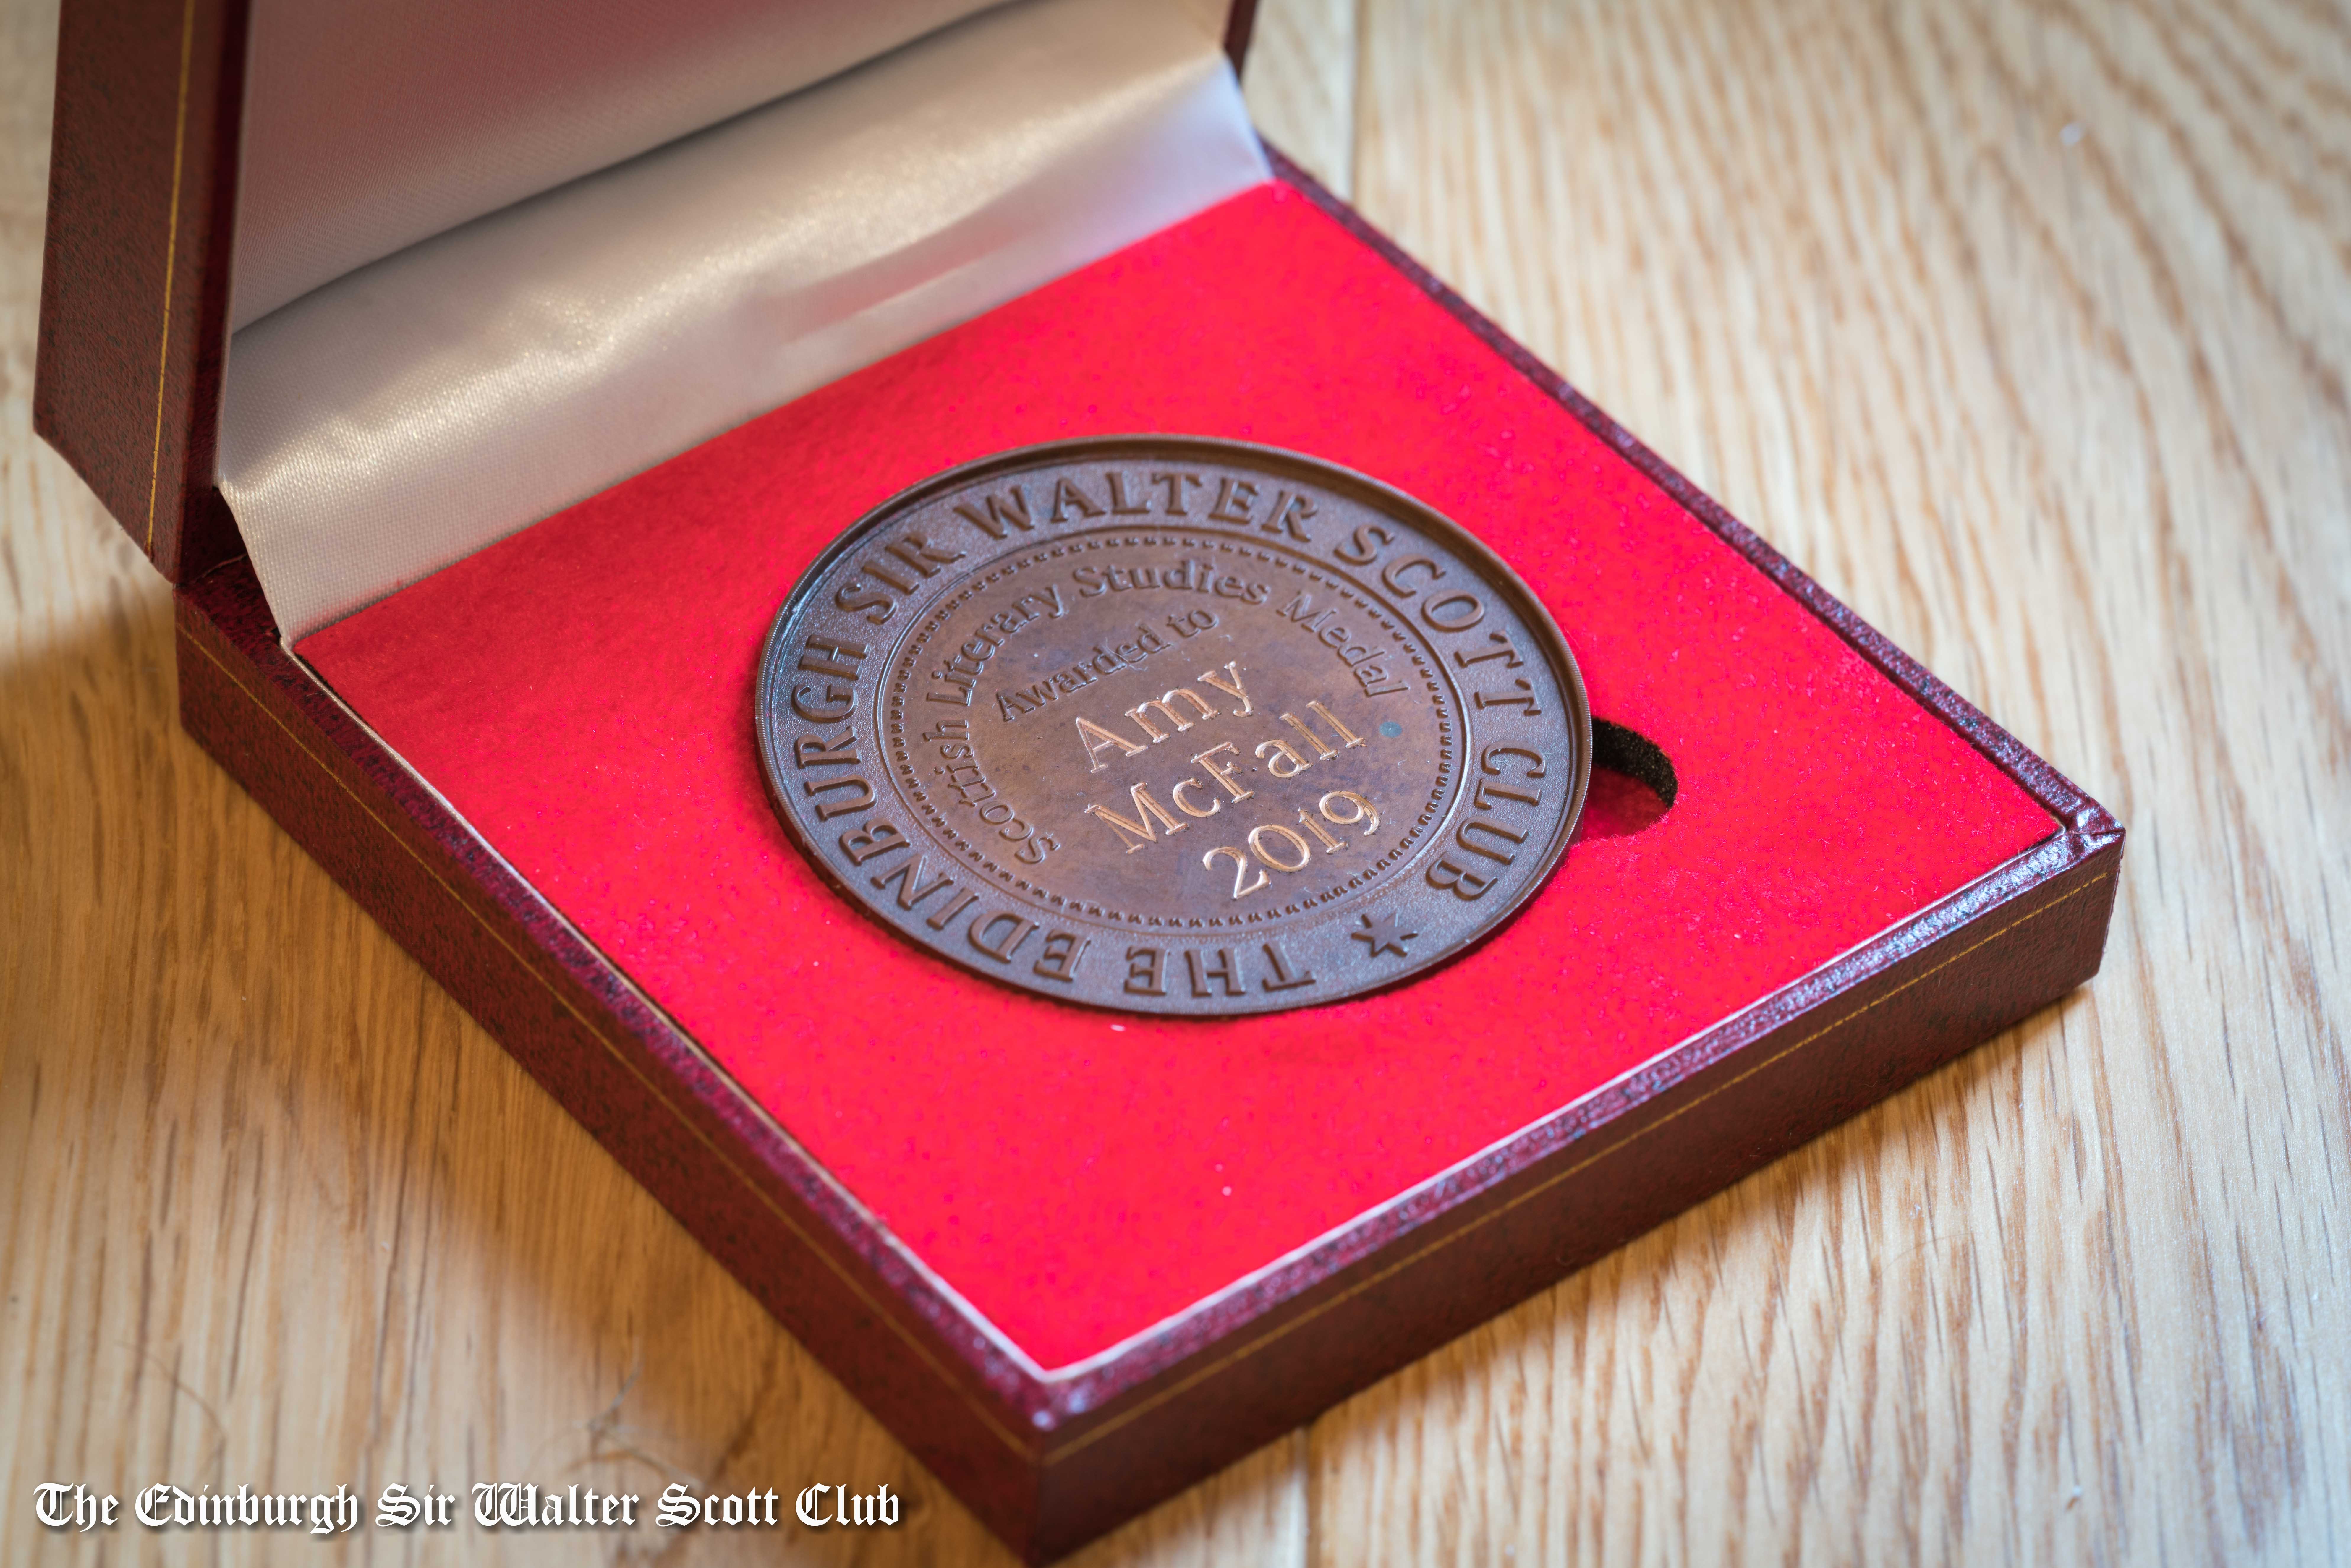 THE EDINBURGH SIR WALTER SCOTT CLUB
Scottish Literary Studies Medal
Awarded to
Amy
McFall
2019
The Edinburgh Sir Walter Scott Club